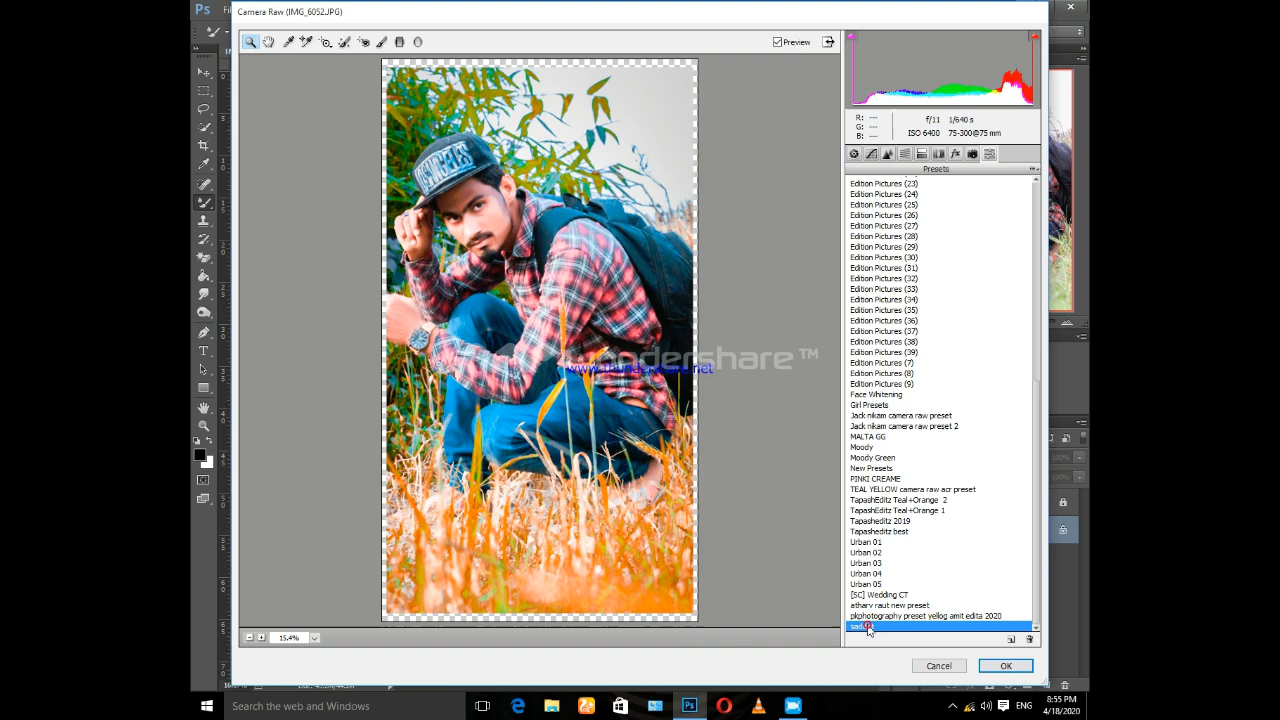 Ps
Camera Raw (IMG_6052.JPG)
Preview
R: ---
G: ---
B: ---
f/11 1/640 s
ISO 6400 75-300@75 mm
Presets
Edition Pictures (23)
Edition Pictures (24)
Edition Pictures (25)
Edition Pictures (26)
Edition Pictures (27)
Edition Pictures (28)
Edition Pictures (29)
Edition Pictures (30)
Edition Pictures (31)
Edition Pictures (32)
Edition Pictures (33)
Edition Pictures (34)
Edition Pictures (35)
Edition Pictures (36)
Edition Pictures (37)
Edition Pictures (38)
Edition Pictures (39)
Edition Pictures (7)
Edition Pictures (8)
Edition Pictures (9)
Face Whitening
Girl Presets
Jack nikam camera raw preset
Jack nikam camera raw preset 2
MALTA GG
Moody
Moody Green
New Presets
PINKI CREAME
TEAL YELLOW camera raw acr preset
TapashEditz Teal+Orange 2
TapashEditz Teal+Orange 1
Tapasheditz 2019
Tapasheditz best
Urban 01
Urban 02
Urban 03
Urban 04
Urban 05
[SC] Wedding CT
atharv raut new preset
pkphotography preset yellog amit edita 2020
15.4%
Cancel
OK
Search the web and Windows
ENG
8:55 PM
4/18/2020